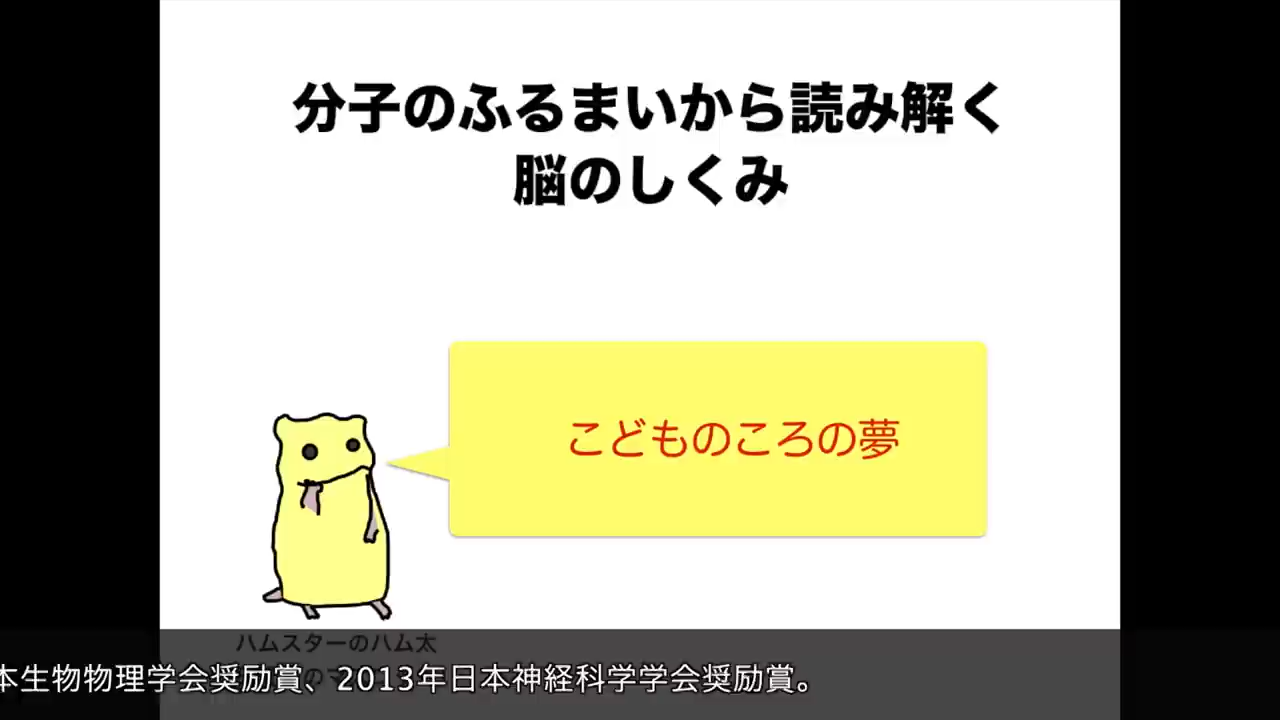 分子のふるまいから読み解く
脳のしくみ
こどものころの夢
ハムスターのハム太
本生物物理学会奨励賞、2013年日本神経科学学会奨励賞。